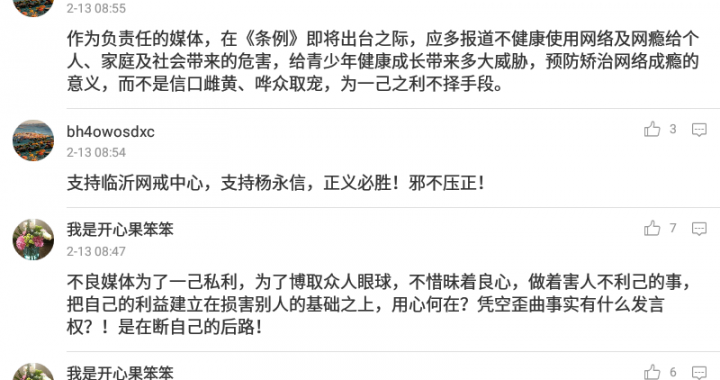 2-13 08:55
作为负责任的媒体，在《条例》即将出台之际，应多报道不健康使用网络及网瘾给个
人、家庭及社会带来的危害，给青少年健康成长带来多大威胁，预防矫治网络成瘾的
意义，而不是信口雌黄、哗众取宠，为一己之利不择手段。
bh4owosdxc 3
2-13 08:54
支持临沂网戒中心，支持杨永信，正义必胜！邪不压正！
我是开心果笨笨 7
2-13 08:47
不良媒体为了一己私利，为了博取众人眼球，不惜昧着良心，做着害人不利己的事，
把自己的利益建立在损害别人的基础之上，用心何在？凭空歪曲事实有什么发言
权？！是在断自己的后路！
我是开心果笨笨 6